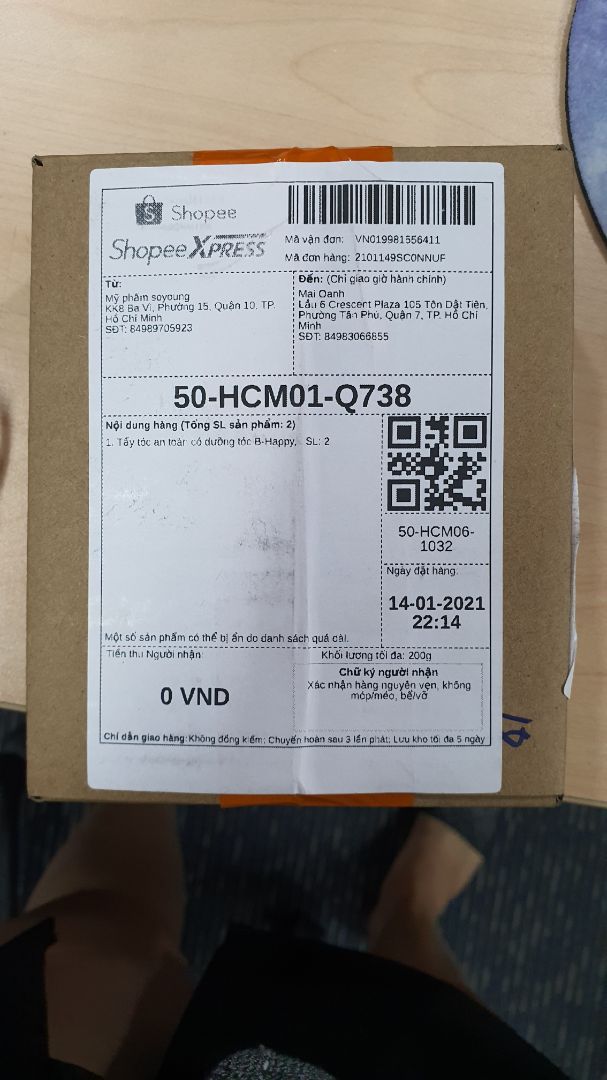 Shopee
Shopee XPRESS
Mã vận đơn: VN019981556411
Mã đơn hàng: 2101149SC0NNUF
Từ:
Mỹ phẩm soyoung
KK8 Ba Vì, Phường 15, Quận 10, TP.
Hồ Chí Minh
SĐT: 84989705923
Đến: (Chỉ giao giờ hành chính)
Mai Oanh
Lầu 6 Crescent Plaza 105 Tôn Dật Tiên,
Phường Tân Phú, Quận 7, TP. Hồ Chí
Minh
SĐT: 84983066855
50-HCM01-Q738
Nội dung hàng (Tổng SL sản phẩm: 2)
1. Tẩy tóc an toàn có dưỡng tóc B-Happy, SL: 2
50-HCM06-
1032
Ngày đặt hàng:
14-01-2021
22:14
Một số sản phẩm có thể bị ẩn do danh sách quá dài.
Tiền thu Người nhận:
0 VND
Khối lượng tối đa: 200g
Chữ ký người nhận
Xác nhận hàng nguyên vẹn, không
móp/méo, bể/vỡ
Chỉ dẫn giao hàng: Không đồng kiểm; Chuyển hoàn sau 3 lần phát; Lưu kho tối đa 5 ngày